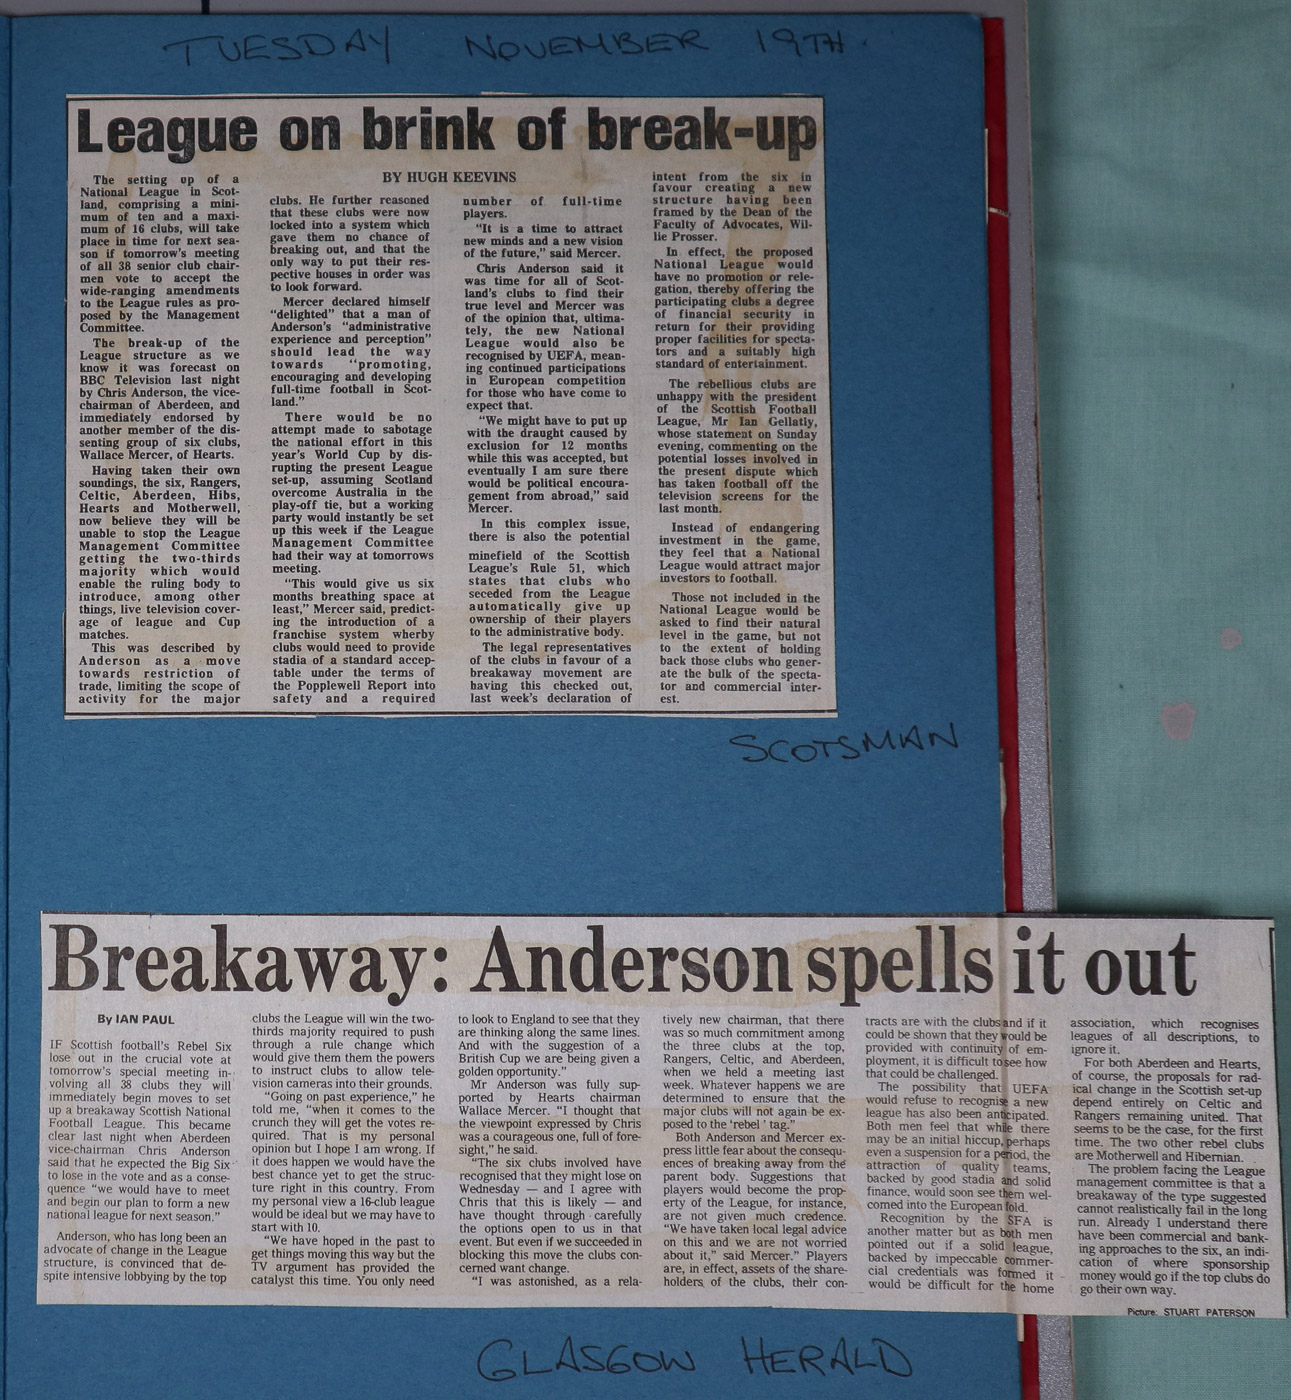 TUESDAY NOVEMBER 19TH.
League on brink of break-up
BY HUGH KEEVINS
The setting up of a
National League in Scot-
land, comprising a mini-
mum of ten and a maxi-
mum of 16 clubs, will take
place in time for next sea-
son if tomorrow's meeting
of all 38 senior club chair-
men vote to accept the
wide-ranging amendments
to the League rules as pro-
posed by the Management
Committee.
The break-up of the
League structure as we
know it was forecast on
BBC Television last night
by Chris Anderson, the vice-
chairman of Aberdeen, and
immediately endorsed by
another member of the dis-
senting group of six clubs,
Wallace Mercer, of Hearts.
Having taken their own
soundings, the six, Rangers,
Celtic, Aberdeen, Hibs,
Hearts and Motherwell,
now believe they will be
unable to stop the League
Management Committee
getting the two-thirds
majority which would
enable the ruling body to
introduce, among other
things, live television cover-
age of league and Cup
matches.
This was described by
Anderson as a move
towards restriction of
trade, limiting the scope of
activity for the major
clubs. He further reasoned
that these clubs were now
locked into a system which
gave them no chance of
breaking out, and that the
only way to put their res-
pective houses in order was
to look forward.
Mercer declared himself
"delighted" that a man of
Anderson's "administrative
experience and perception"
should lead the way
towards "promoting,
encouraging and developing
full-time football in Scot-
land."
There would be no
attempt made to sabotage
the national effort in this
year's World Cup by dis-
rupting the present League
set-up, assuming Scotland
overcome Australia in the
play-off tie, but a working
party would instantly be set
up this week if the League
Management Committee
had their way at tomorrows
meeting.
"This would give us six
months breathing space at
least," Mercer said, predict-
ing the introduction of a
franchise system wherby
clubs would need to provide
stadia of a standard accep-
table under the terms of
the Popplewell Report into
safety and a required
number of full-time
players.
"It is a time to attract
new minds and a new vision
of the future," said Mercer.
Chris Anderson said it
was time for all of Scot-
land's clubs to find their
true level and Mercer was
of the opinion that, ultima-
tely, the new National
League would also be
recognised by UEFA, mean-
ing continued participations
in European competition
for those who have come to
expect that.
"We might have to put up
with the draught caused by
exclusion for 12 months
while this was accepted, but
eventually I am sure there
would be political encoura-
gement from abroad," said
Mercer.
In this complex issue,
there is also the potential
minefield of the Scottish
League's Rule 51, which
states that clubs who
seceded from the League
automatically give up
ownership of their players
to the administrative body.
The legal representatives
of the clubs in favour of a
breakaway movement are
having this checked out,
last week's declaration of
intent from the six in
favour creating a new
structure having been
framed by the Dean of the
Faculty of Advocates, Wil-
lie Prosser.
In effect, the proposed
National League would
have no promotion or rele-
gation, thereby offering the
participating clubs a degree
of financial security in
return for their providing
proper facilities for specta-
tors and a suitably high
standard of entertainment.
The rebellious clubs are
unhappy with the president
of the Scottish Football
League, Mr Ian Gellatly,
whose statement on Sunday
evening, commenting on the
potential losses involved in
the present dispute which
has taken football off the
television screens for the
last month.
Instead of endangering
investment in the game,
they feel that a National
League would attract major
investors to football.
Those not included in the
National League would be
asked to find their natural
level in the game, but not
to the extent of holding
back those clubs who gener-
ate the bulk of the specta-
tor and commercial inter-
est.
SCOTSMAN
Breakaway: Anderson spells it out
By IAN PAUL
IF Scottish football's Rebel Six
lose out in the crucial vote at
tomorrow's special meeting in-
volving all 38 clubs they will
immediately begin moves to set
up a breakaway Scottish National
Football League. This became
clear last night when Aberdeen
vice-chairman Chris Anderson
said that he expected the Big Six
to lose in the vote and as a conse-
quence "we would have to meet
and begin our plan to form a new
national league for next season."
Anderson, who has long been an
advocate of change in the League
structure, is convinced that de-
spite intensive lobbying by the top
clubs the League will win the two-
thirds majority required to push
through a rule change which
would give them them the powers
to instruct clubs to allow tele-
vision cameras into their grounds.
"Going on past experience," he
told me, "when it comes to the
crunch they will get the votes re-
quired. That is my personal
opinion but I hope I am wrong. If
it does happen we would have the
best chance yet to get the struc-
ture right in this country. From
my personal view a 16-club league
would be ideal but we may have to
start with 10.
"We have hoped in the past to
get things moving this way but the
TV argument has provided the
catalyst this time. You only need
to look to England to see that they
are thinking along the same lines.
And with the suggestion of a
British Cup we are being given a
golden opportunity."
Mr Anderson was fully sup-
ported by Hearts chairman
Wallace Mercer. "I thought that
the viewpoint expressed by Chris
was a courageous one, full of fore-
sight," he said.
"The six clubs involved have
recognised that they might lose on
Wednesday — and I agree with
Chris that this is likely — and
have thought through carefully
the options open to us in that
event. But even if we succeeded in
blocking this move the clubs con-
cerned want change.
"I was astonished, as a rela-
tively new chairman, that there
was so much commitment among
the three clubs at the top,
Rangers, Celtic, and Aberdeen,
when we held a meeting last
week. Whatever happens we are
determined to ensure that the
major clubs will not again be ex-
posed to the 'rebel' tag."
Both Anderson and Mercer ex-
press little fear about the consequ-
ences of breaking away from the
parent body. Suggestions that
players would become the prop-
erty of the League, for instance,
are not given much credence.
"We have taken local legal advice
on this and we are not worried
about it," said Mercer." Players
are, in effect, assets of the share-
holders of the clubs, their con-
tracts are with the clubs and if it
could be shown that they would be
provided with continuity of em-
ployment, it is difficult to see how
that could be challenged.
The possibility that UEFA
would refuse to recognise a new
league has also been anticipated.
Both men feel that while there
may be an initial hiccup, perhaps
even a suspension for a period, the
attraction of quality teams,
backed by good stadia and solid
finance, would soon see them wel-
comed into the European fold.
Recognition by the SFA is
another matter but as both men
pointed out if a solid league,
backed by impeccable commer-
cial credentials was formed it
would be difficult for the home
association, which recognises
leagues of all descriptions, to
ignore it.
For both Aberdeen and Hearts,
of course, the proposals for rad-
ical change in the Scottish set-up
depend entirely on Celtic and
Rangers remaining united. That
seems to be the case, for the first
time. The two other rebel clubs
are Motherwell and Hibernian.
The problem facing the League
management committee is that a
breakaway of the type suggested
cannot realistically fail in the long
run. Already I understand there
have been commercial and bank-
ing approaches to the six, an indi-
cation of where sponsorship
money would go if the top clubs do
go their own way.
Picture: STUART PATERSON
GLASGOW HERALD